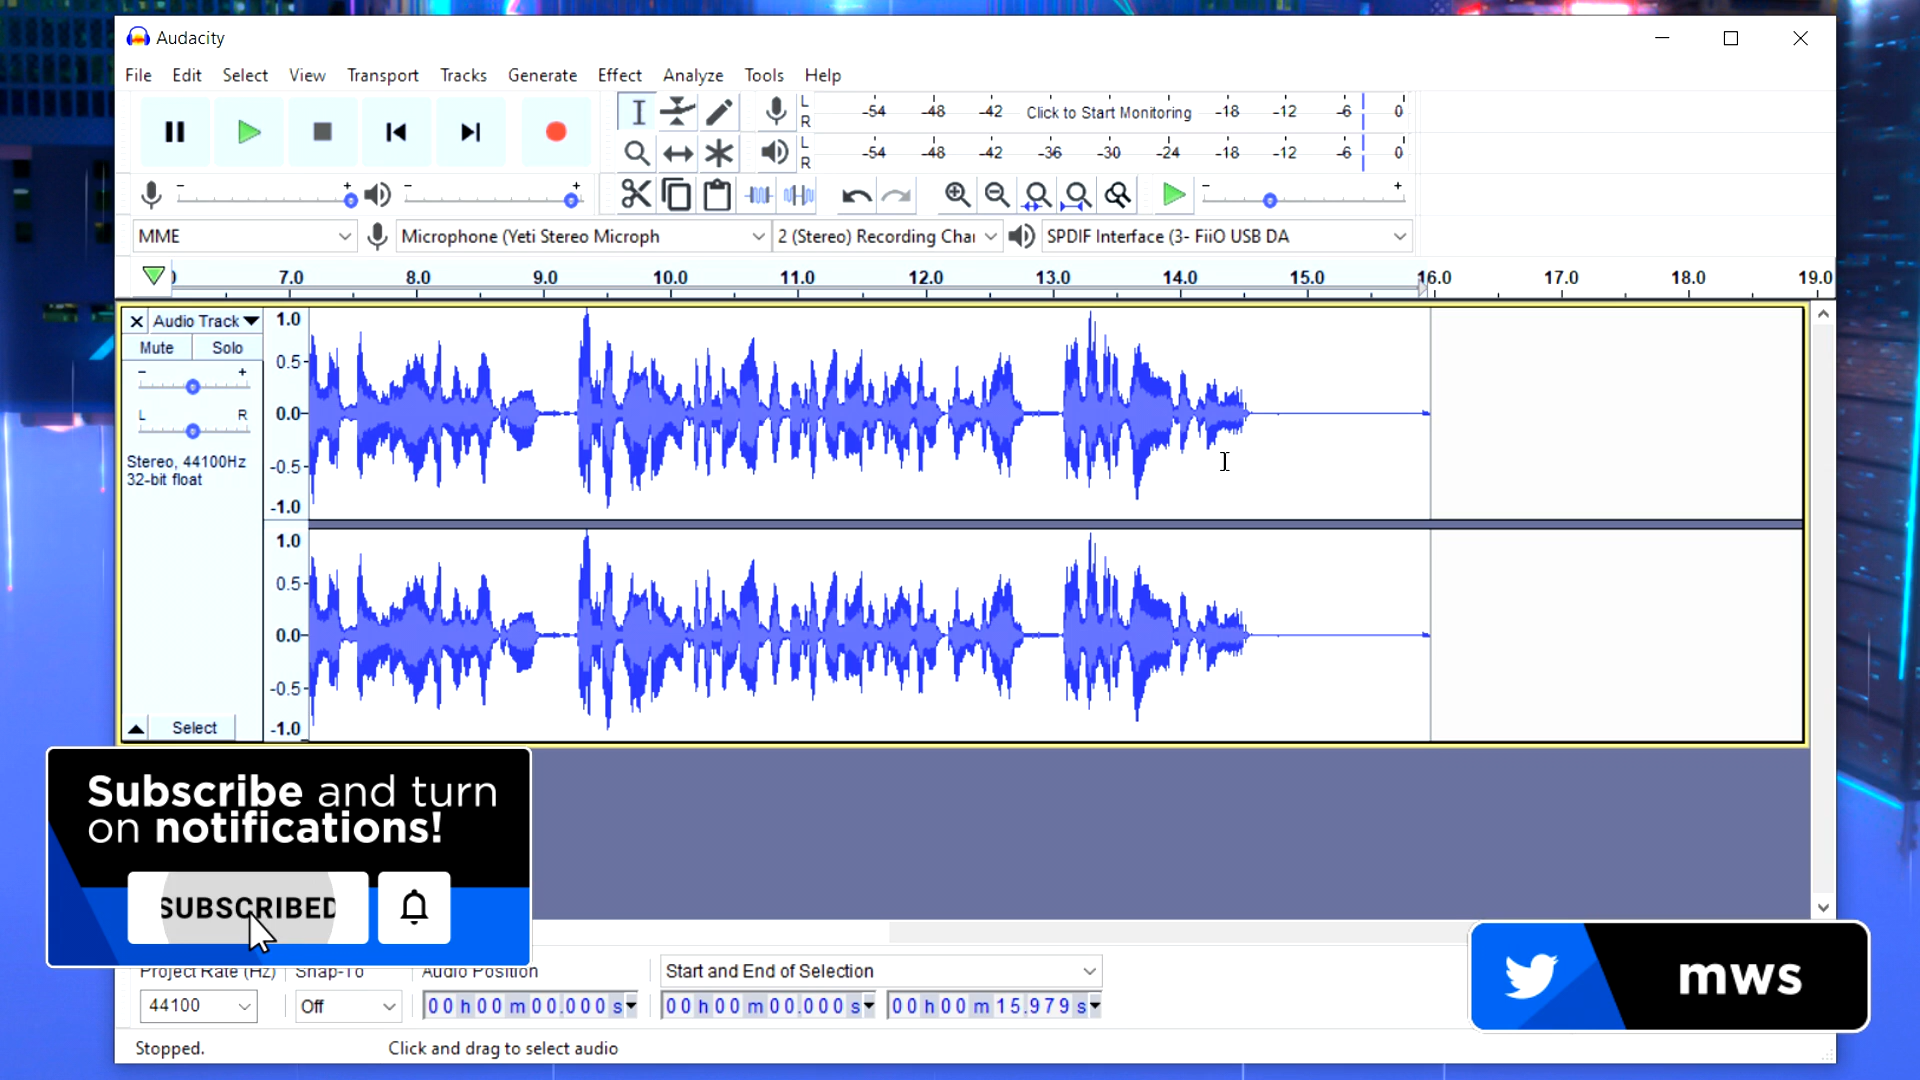 Audacity
File Edit Select View Transport Tracks Generate Effect Analyze Tools Help
L
R
-54 -48 -42 Click to Start Monitoring -18 -12 -6 0
L
R
-54 -48 -42 -36 -30 -24 -18 -12 -6 0
- + - + - +
MME Microphone (Yeti Stereo Microph 2 (Stereo) Recording Chai SPDIF Interface (3- FiiO USB DA
7.0 8.0 9.0 10.0 11.0 12.0 13.0 14.0 15.0 16.0 17.0 18.0 19.0
Audio Track
Mute Solo
- +
L R
Stereo, 44100Hz
32-bit float
Select
1.0
0.5
0.0
-0.5
-1.0
1.0
0.5
0.0
-0.5
-1.0
Subscribe and turn
on notifications!
SUBSCRIBED
mws
Project Rate (Hz) Snap-To Audio Position Start and End of Selection
44100 Off 00 h 00 m 00.000 s 00 h 00 m 00.000 s 00 h 00 m 15.979 s
Stopped. Click and drag to select audio